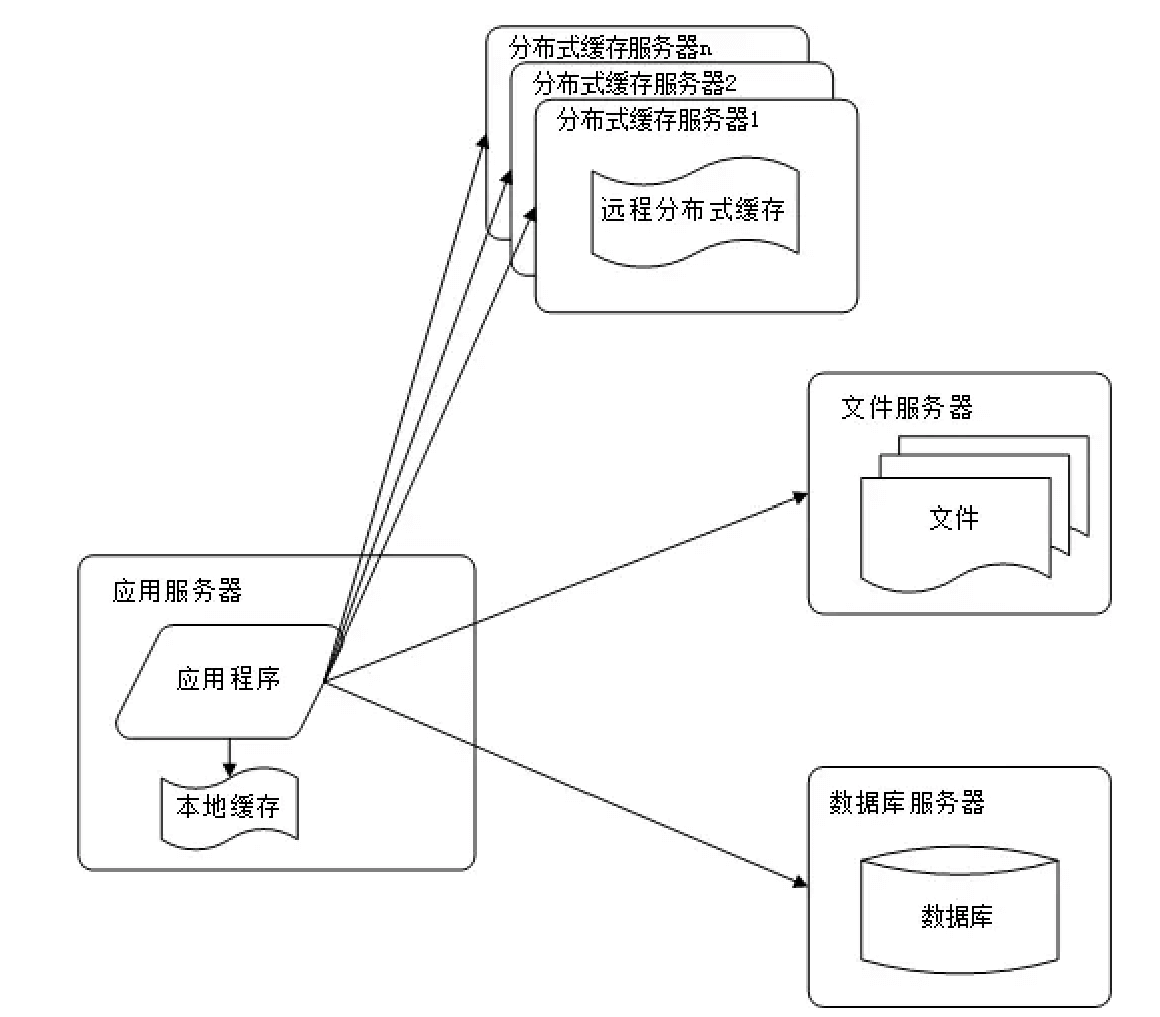 分布式缓存服务器n
分布式缓存服务器2
分布式缓存服务器1
远程分布式缓存
文件服务器
文件
应用服务器
应用程序
本地缓存
数据库服务器
数据库